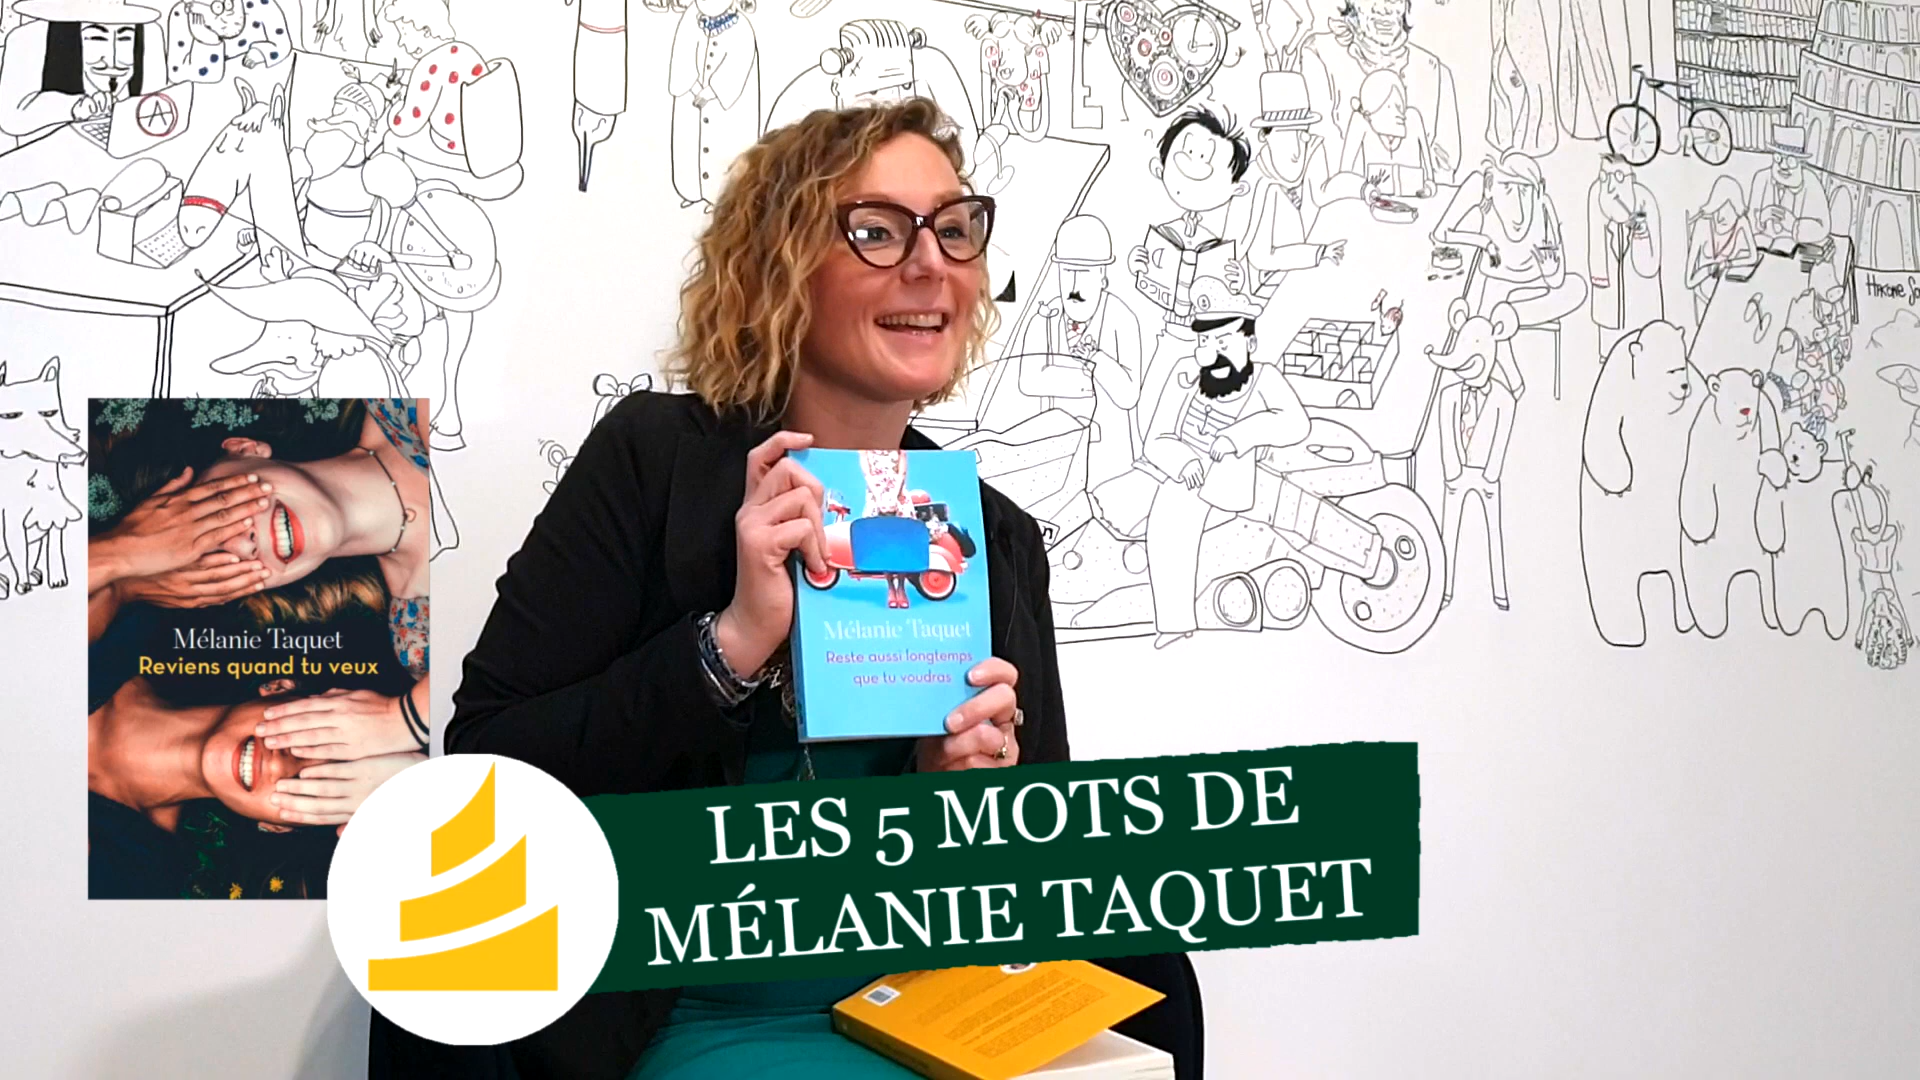 A
DICO
Mélanie Taquet
Reviens quand tu veux
Mélanie Taquet
Reste aussi longtemps
que tu voudras
LES 5 MOTS DE
MÉLANIE TAQUET